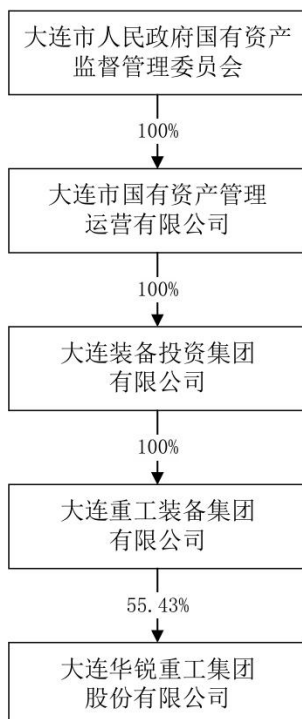 大连市人民政府国有资产
监督管理委员会
100%
大连市国有资产管理
运营有限公司
100%
大连装备投资集团
有限公司
100%
大连重工装备集团
有限公司
55.43%
大连华锐重工集团
股份有限公司